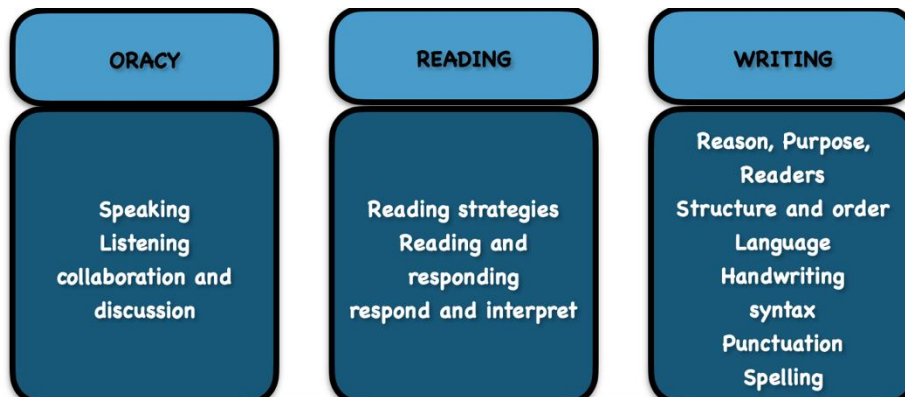 ORACY
Speaking
Listening
collaboration and
discussion
READING
Reading strategies
Reading and
responding
respond and interpret
WRITING
Reason, Purpose,
Readers
Structure and order
Language
Handwriting
syntax
Punctuation
Spelling